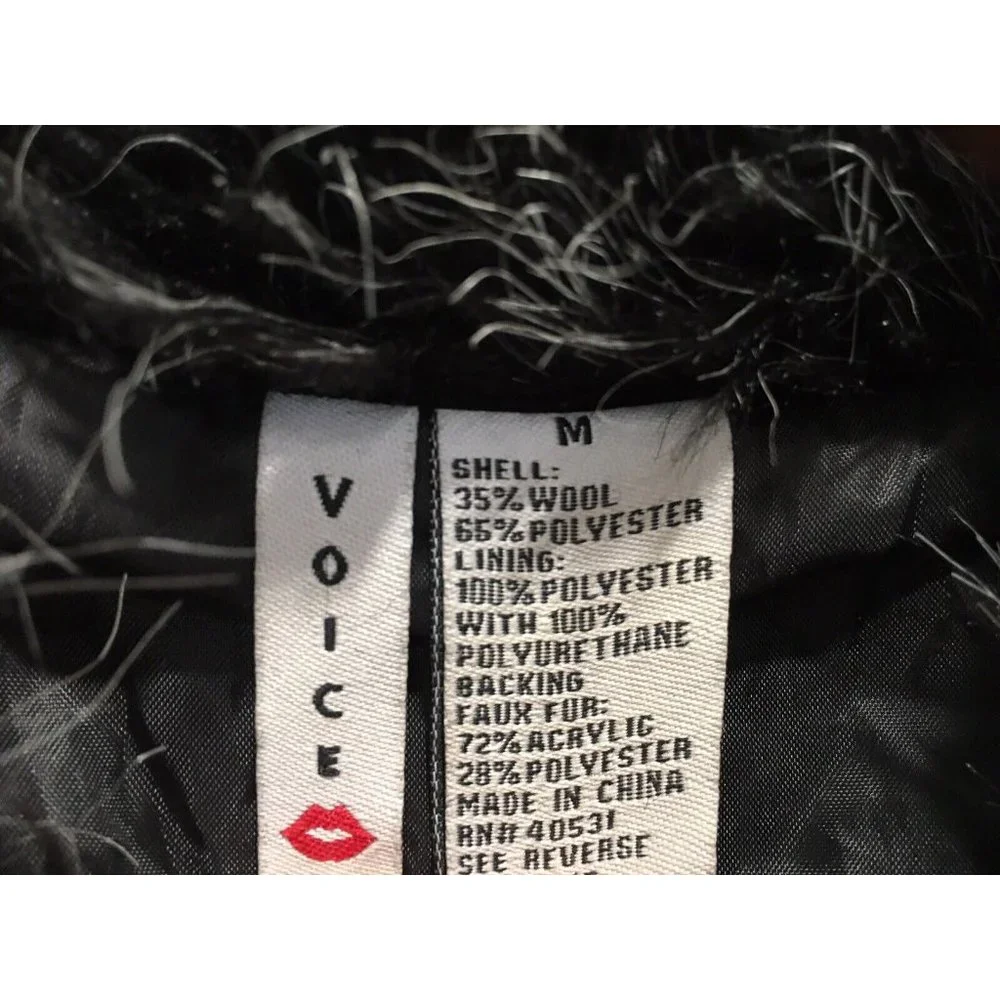 VOICE
M
SHELL:
35% WOOL
65% POLYESTER
LINING:
100% POLYESTER
WITH 100%
POLYURETHANE
BACKING
FAUX FUR:
72% ACRYLIC
28% POLYESTER
MADE IN CHINA
RN# 40531
SEE REVERSE